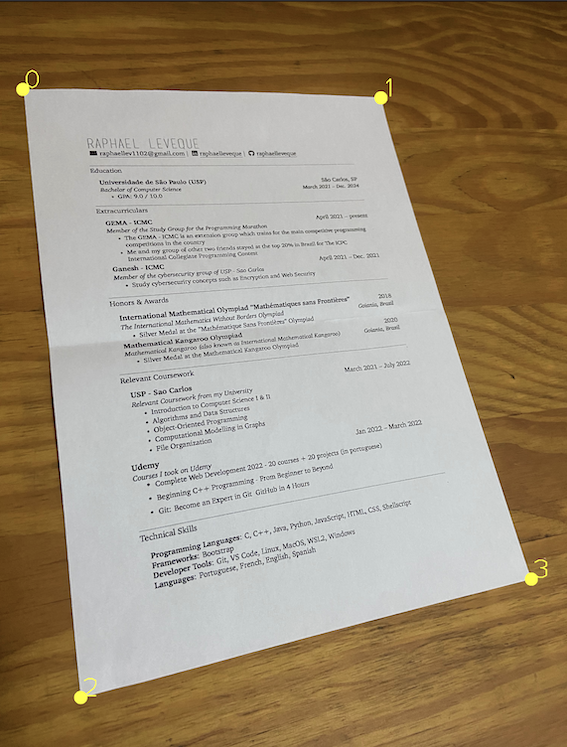 0
1
RAPHAEL LEVEQUE
raphaellev1102@gmail.com | raphaelleveque | raphaelleveque
Education
Universidade de São Paulo (USP) São Carlos, SP
Bachelor of Computer Science March 2021 – Dec. 2024
• GPA: 9.0 / 10.0
Extracurriculars
GEMA - ICMC April 2021 – present
Member of the Study Group for the Programming Marathon
• The GEMA - ICMC is an extension group which trains for the main competitive programming
competitions in the country
• Me and my group of other two friends stayed at the top 20% in Brazil for The ICPC
International Collegiate Programming Contest
Ganesh - ICMC April 2021 – Dec. 2021
Member of the cybersecurity group of USP - Sao Carlos
• Study cybersecurity concepts such as Encryption and Web Security
Honors & Awards
International Mathematical Olympiad "Mathématiques sans Frontières" 2018
The International Mathematics Without Borders Olympiad Goiania, Brazil
• Silver Medal at the "Mathématique Sans Frontières" Olympiad
Mathematical Kangaroo Olympiad 2020
Mathematical Kangaroo (also known as International Mathematical Kangaroo) Goiania, Brazil
• Silver Medal at the Mathematical Kangaroo Olympiad
Relevant Coursework
USP - Sao Carlos March 2021 – July 2022
Relevant Coursework from my University
• Introduction to Computer Science I & II
• Algorithms and Data Structures
• Object-Oriented Programming
• Computational Modelling in Graphs
• File Organization
Udemy Jan 2022 – March 2022
Courses I took on Udemy
• Complete Web Development 2022 - 20 courses + 20 projects (in portuguese)
• Beginning C++ Programming - From Beginner to Beyond
• Git: Become an Expert in Git GitHub in 4 Hours
Technical Skills
Programming Languages: C, C++, Java, Python, JavaScript, HTML, CSS, Shellscript
Frameworks: Bootstrap
Developer Tools: Git, VS Code, Linux, MacOS, WSL2, Windows
Languages: Portuguese, French, English, Spanish
3
2